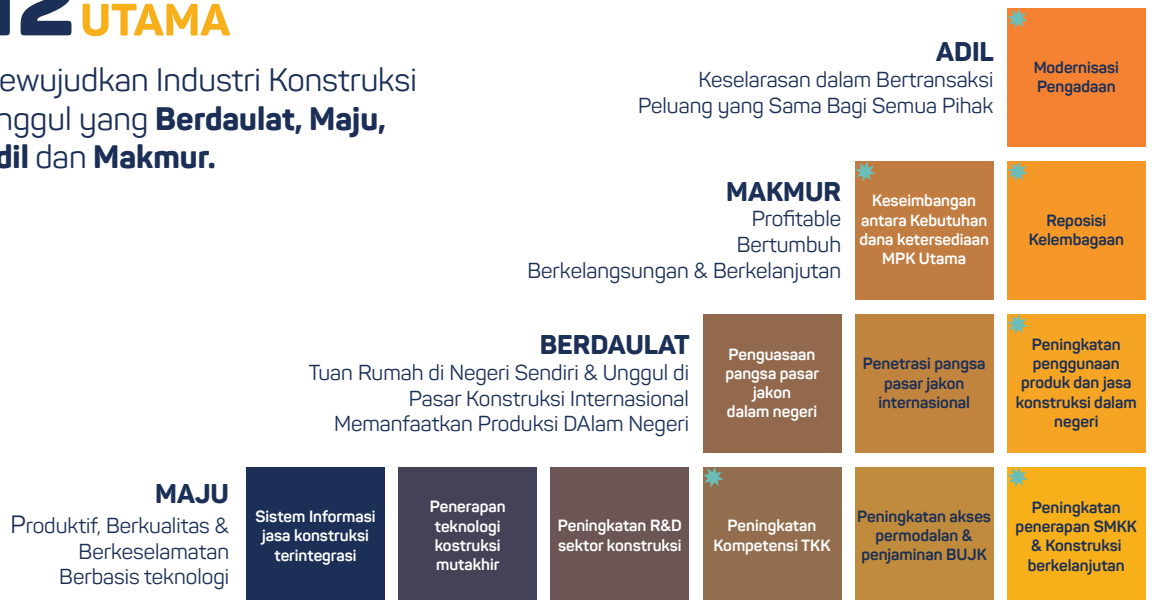 12 UTAMA
ewujudkan Industri Konstruksi
nggul yang Berdaulat, Maju,
dil dan Makmur.
ADIL
Keselarasan dalam Bertransaksi
Peluang yang Sama Bagi Semua Pihak
Modernisasi
Pengadaan
MAKMUR
Profitable
Bertumbuh
Berkelangsungan & Berkelanjutan
Keseimbangan
antara Kebutuhan
dana ketersediaan
MPK Utama
Reposisi
Kelembagaan
BERDAULAT
Tuan Rumah di Negeri Sendiri & Unggul di
Pasar Konstruksi Internasional
Memanfaatkan Produksi DAlam Negeri
Penguasaan
pangsa pasar
jakon
dalam negeri
Penetrasi pangsa
pasar jakon
internasional
Peningkatan
penggunaan
produk dan jasa
konstruksi dalam
negeri
MAJU
Produktif, Berkualitas &
Berkeselamatan
Berbasis teknologi
Sistem Informasi
jasa konstruksi
terintegrasi
Penerapan
teknologi
kostruksi
mutakhir
Peningkatan R&D
sektor konstruksi
Peningkatan
Kompetensi TKK
Peningkatan akses
permodalan &
penjaminan BUJK
Peningkatan
penerapan SMKK
& Konstruksi
berkelanjutan